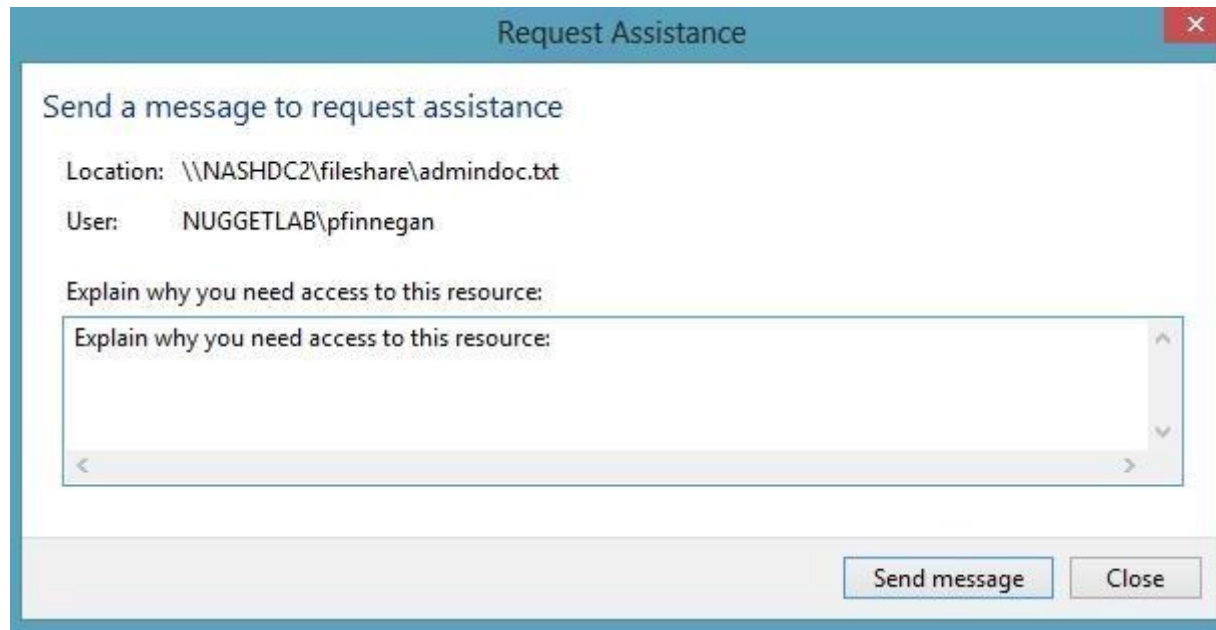 Request Assistance
Send a message to request assistance
Location: \\NASHDC2\fileshare\admindoc.txt
User: NUGGETLAB\pfinnegan
Explain why you need access to this resource:
Explain why you need access to this resource:
Send message Close